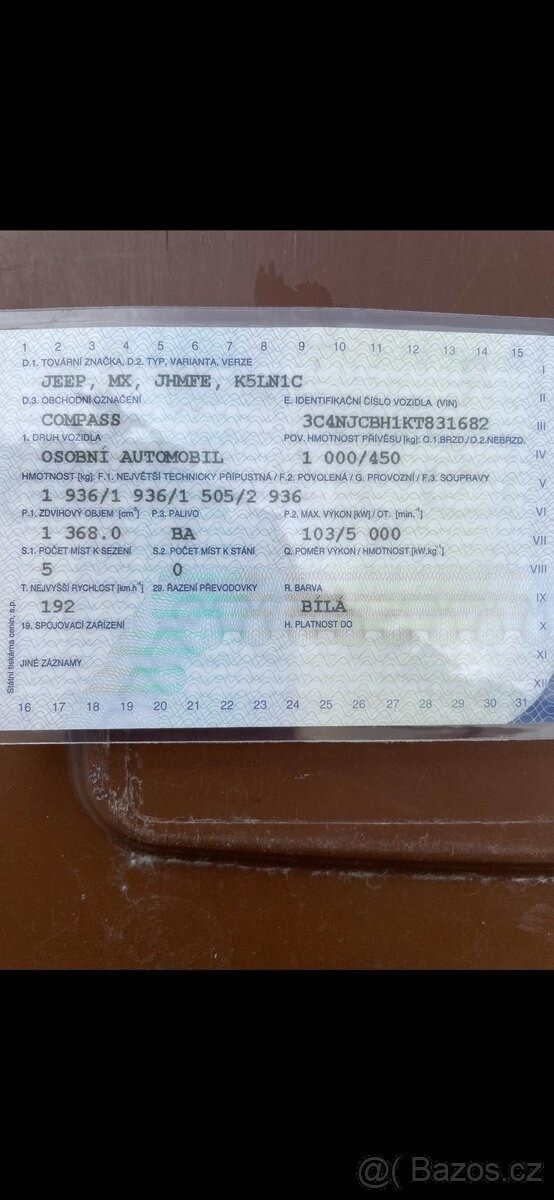 1 2 3 4 5 6 7 8 9 10 11 12 13 14 15
D.1. TOVÁRNÍ ZNAČKA, D.2. TYP, VARIANTA, VERZE
JEEP, MX, JHMFE, K5LN1C
I
D.3. OBCHODNÍ OZNAČENÍ E. IDENTIFIKAČNÍ ČÍSLO VOZIDLA (VIN)
II
COMPASS 3C4NJCBH1KT831682
III
1. DRUH VOZIDLA POV. HMOTNOST PŘÍVĚSU [kg]: O.1.BRZD./O.2.NEBRZD.
OSOBNÍ AUTOMOBIL 1 000/450
IV
HMOTNOST [kg]: F.1. NEJVĚTŠÍ TECHNICKY PŘÍPUSTNÁ / F.2. POVOLENÁ / G. PROVOZNÍ / F.3. SOUPRAVY
V
1 936/1 936/1 505/2 936
P.1. ZDVIHOVÝ OBJEM [cm³] P.3. PALIVO P.2. MAX. VÝKON [kW] / OT. [min.⁻¹]
VI
1 368.0 BA 103/5 000
VII
S.1. POČET MÍST K SEZENÍ S.2. POČET MÍST K STÁNÍ Q. POMĚR VÝKON / HMOTNOST [kW.kg⁻¹]
5 0
VIII
T. NEJVYŠŠÍ RYCHLOST [km.h⁻¹] 29. ŘAZENÍ PŘEVODOVKY R. BARVA
IX
192 BÍLÁ
19. SPOJOVACÍ ZAŘÍZENÍ H. PLATNOST DO
X
JINÉ ZÁZNAMY
XI
XII
Státní tiskárna cenin, s.p.
16 17 18 19 20 21 22 23 24 25 26 27 28 29 30 31
@( Bazos.cz